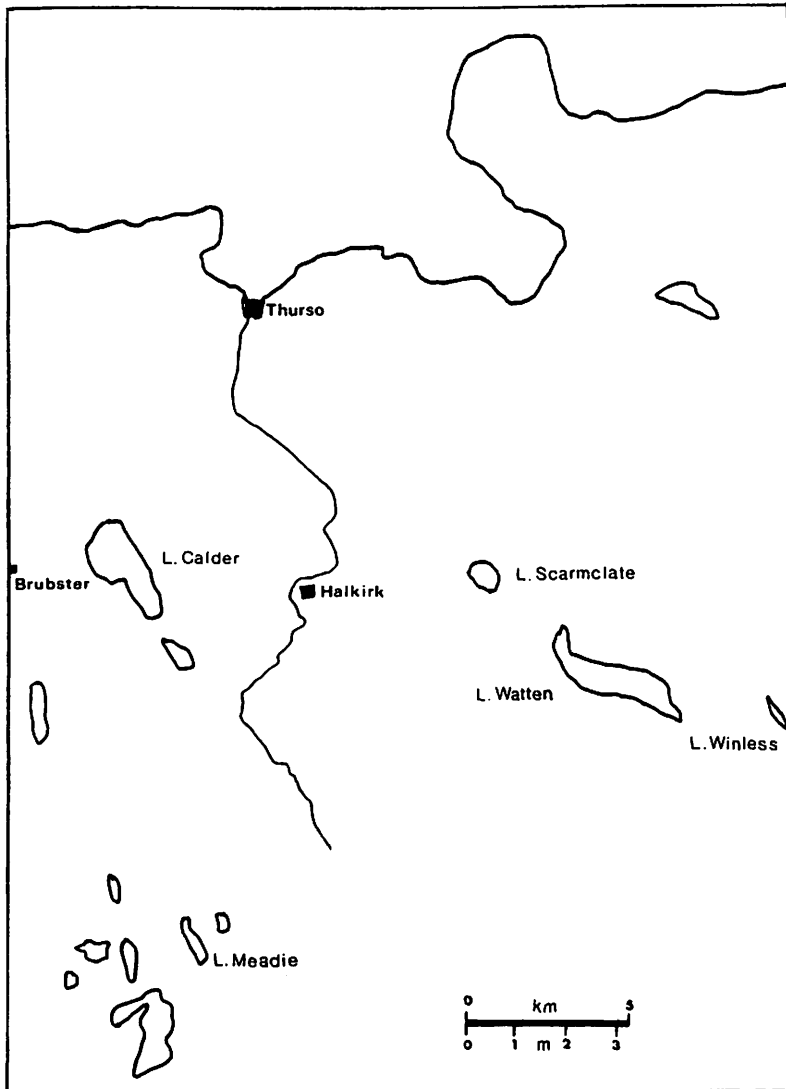 Thurso
L. Calder
Brubster
Halkirk
L. Scarmclate
L. Watten
L. Winless
L. Meadie
0 km 5
0 1 m 2 3